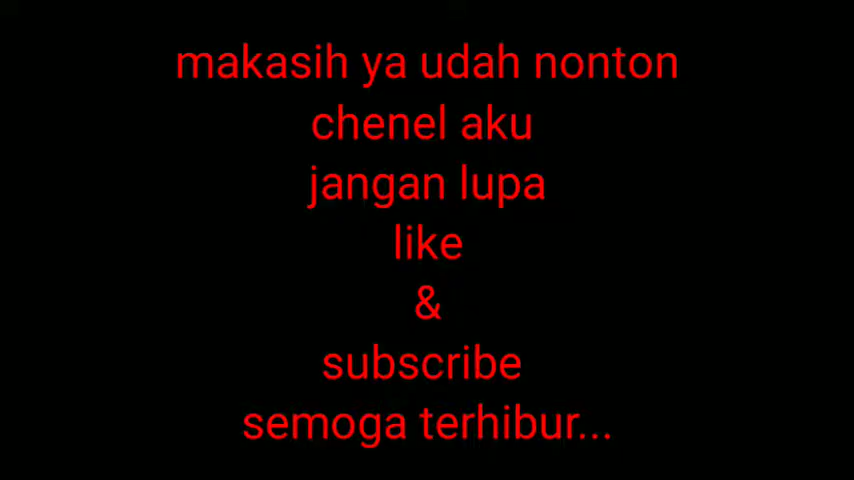 makasih ya udah nonton
chenel aku
jangan lupa
like
&
subscribe
semoga terhibur...